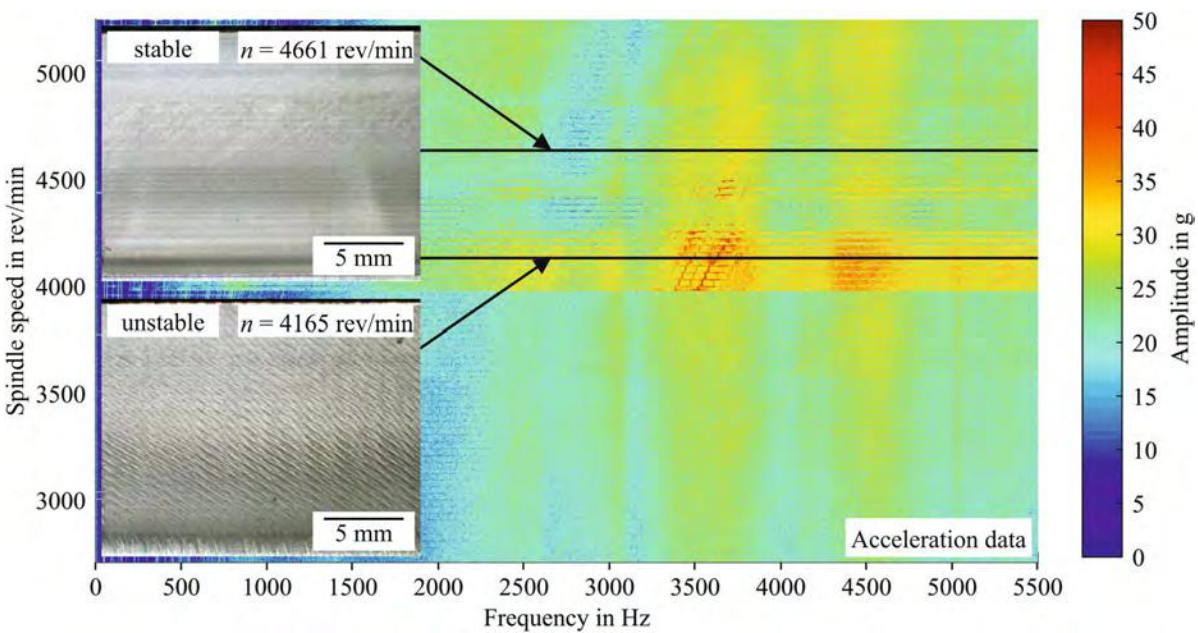 stable
n = 4661 rev/min
5 mm
unstable
n = 4165 rev/min
5 mm
Acceleration data
Spindle speed in rev/min
5000
4500
4000
3500
3000
0 500 1000 1500 2000 2500 3000 3500 4000 4500 5000 5500
Frequency in Hz
50
45
40
35
30
25
20
15
10
5
0
Amplitude in g